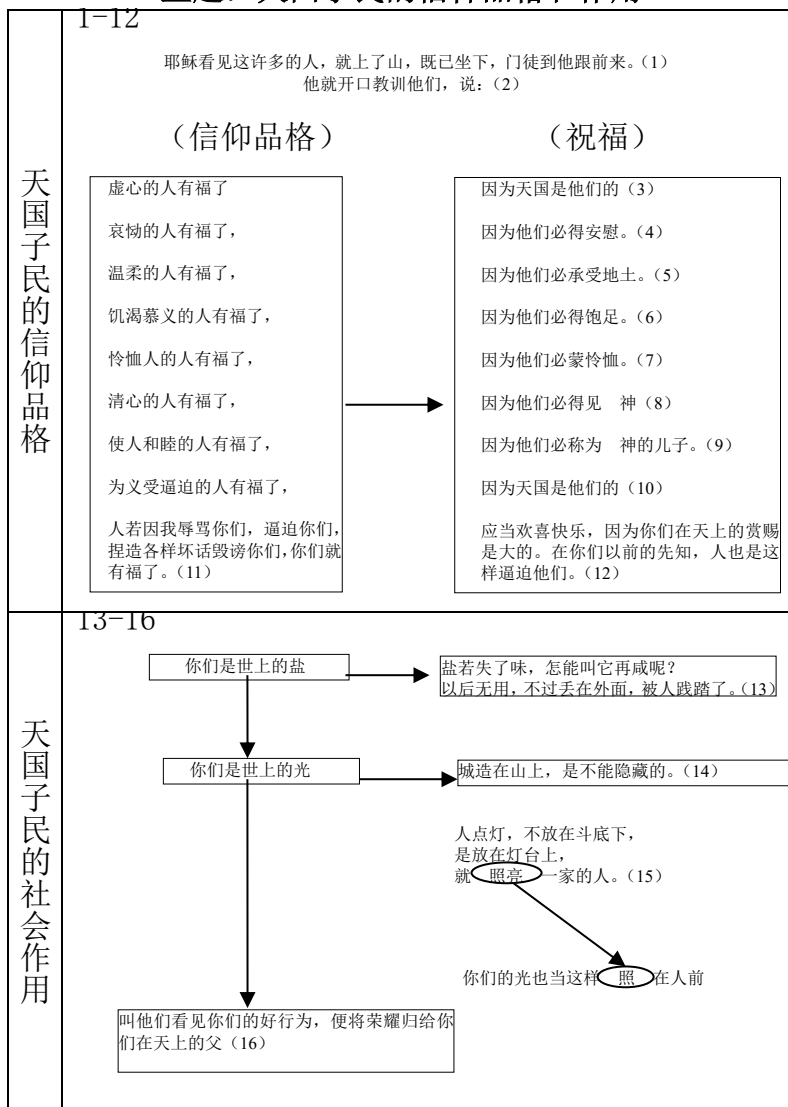 1-12
耶稣看见这许多的人，就上了山，既已坐下，门徒到他跟前来。（1）
他就开口教训他们，说：（2）
（信仰品格）
（祝福）
天国子民的信仰品格
虚心的人有福了
因为天国是他们的（3）
哀恸的人有福了，
因为他们必得安慰。（4）
温柔的人有福了，
因为他们必承受地土。（5）
饥渴慕义的人有福了，
因为他们必得饱足。（6）
怜恤人的人有福了，
因为他们必蒙怜恤。（7）
清心的人有福了，
因为他们必得见　神（8）
使人和睦的人有福了，
因为他们必称为　神的儿子。（9）
为义受逼迫的人有福了，
因为天国是他们的（10）
人若因我辱骂你们，逼迫你们，
捏造各样坏话毁谤你们，你们就
有福了。（11）
应当欢喜快乐，因为你们在天上的赏赐
是大的。在你们以前的先知，人也是这
样逼迫他们。（12）
13-16
天国子民的社会作用
你们是世上的盐
盐若失了味，怎能叫它再咸呢？
以后无用，不过丢在外面，被人践踏了。（13）
你们是世上的光
城造在山上，是不能隐藏的。（14）
人点灯，不放在斗底下，
是放在灯台上，
就　照亮　一家的人。（15）
你们的光也当这样　照　在人前
叫他们看见你们的好行为，便将荣耀归给你
们在天上的父（16）